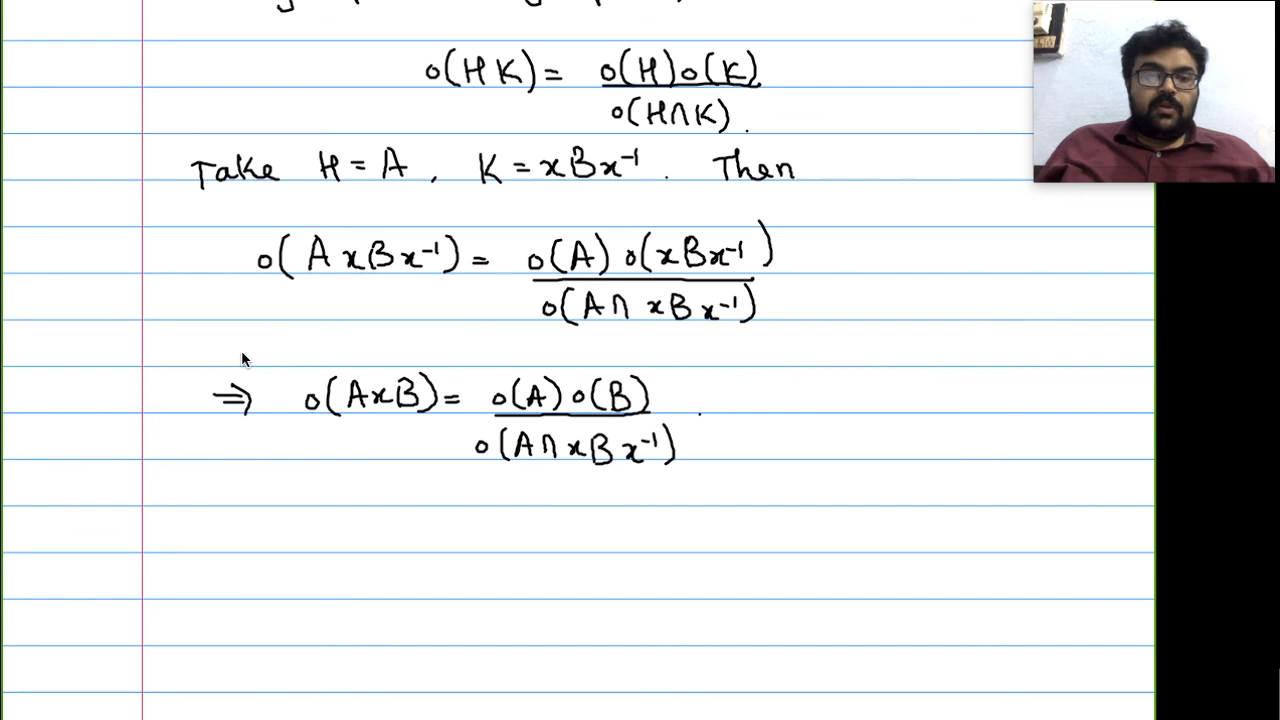 o(HK) = o(H)o(K) / o(H∩K).
Take H = A, K = xBx⁻¹. Then
o(AxBx⁻¹) = o(A) o(xBx⁻¹) / o(A∩xBx⁻¹)
⇒ o(AxB) = o(A) o(B) / o(A∩xBx⁻¹).